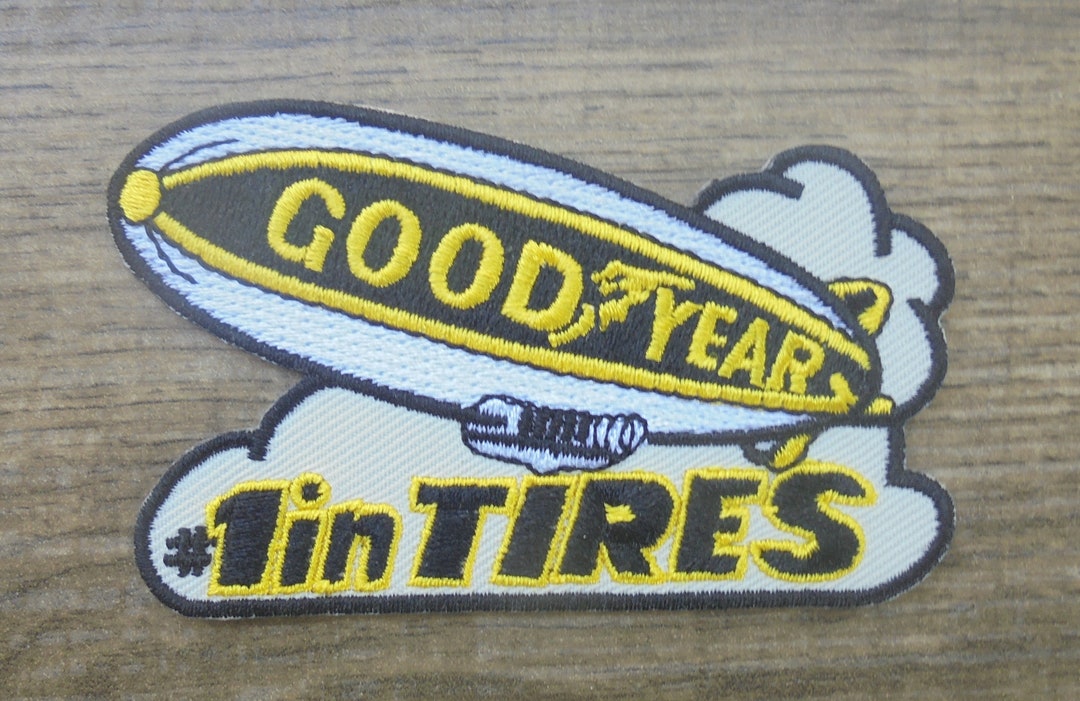 GOOD YEAR
#1 in TIRES